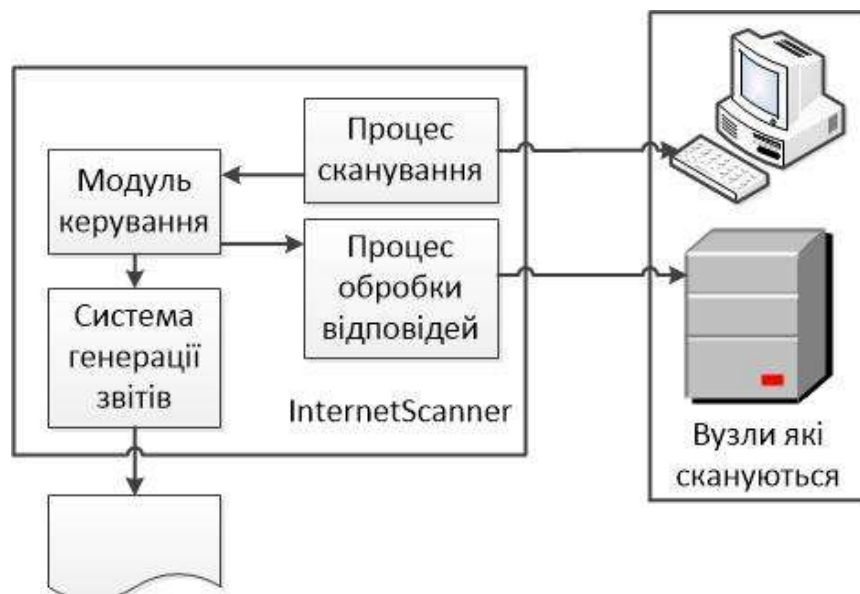 Процес
сканування
Модуль
керування
Процес
обробки
відповідей
Система
генерації
звітів
InternetScanner
Вузли які
скануються